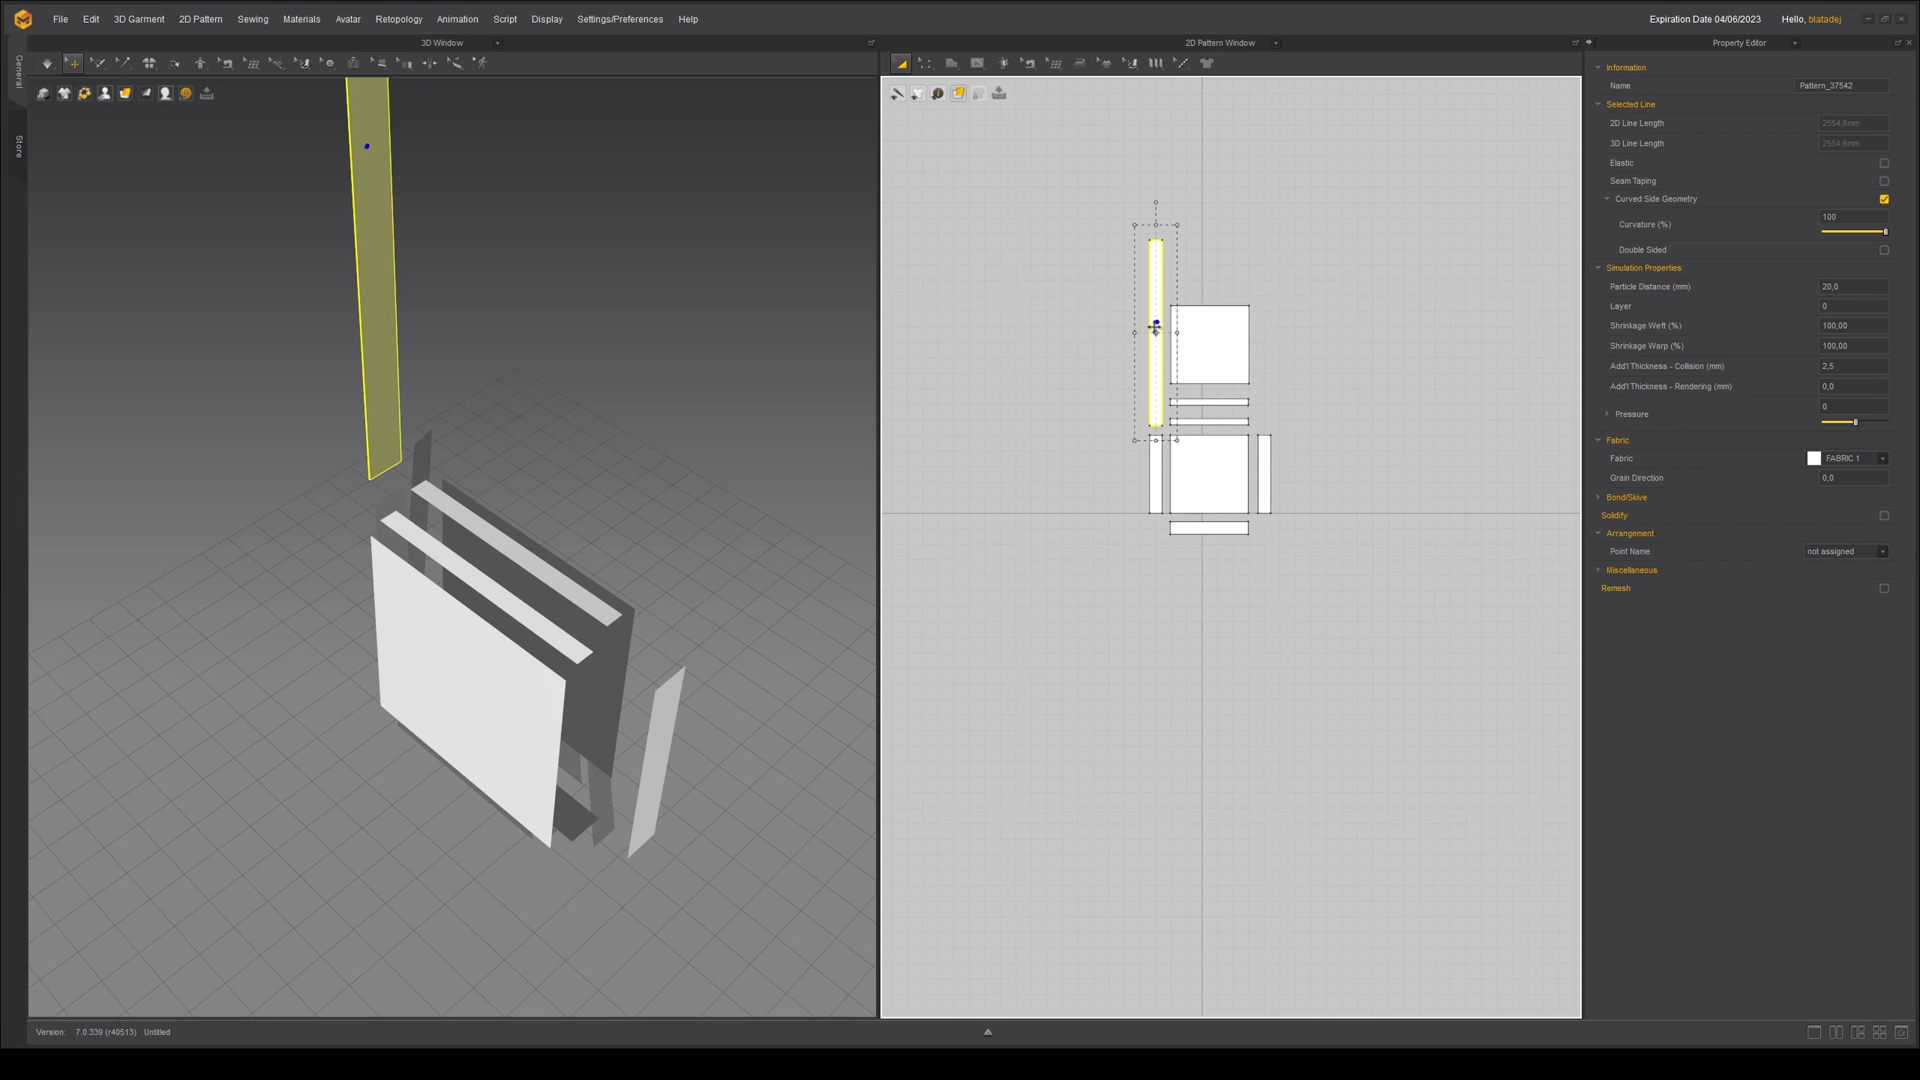 File Edit 3D Garment 2D Pattern Sewing Materials Avatar Retopology Animation Script Display Settings/Preferences Help
Expiration Date 04/06/2023 Hello, blatadej
3D Window
2D Pattern Window
Property Editor
General
Store
Information
Name Pattern_37542
Selected Line
2D Line Length 2554,6mm
3D Line Length 2554,6mm
Elastic
Seam Taping
Curved Side Geometry
100
Curvature (%)
Double Sided
Simulation Properties
Particle Distance (mm) 20,0
Layer 0
Shrinkage Weft (%) 100,00
Shrinkage Warp (%) 100,00
Add'l Thickness - Collision (mm) 2,5
Add'l Thickness - Rendering (mm) 0,0
0
Pressure
Fabric
Fabric FABRIC 1
Grain Direction 0,0
Bond/Skive
Solidify
Arrangement
Point Name not assigned
Miscellaneous
Remesh
Version: 7.0.339 (r40513) Untitled